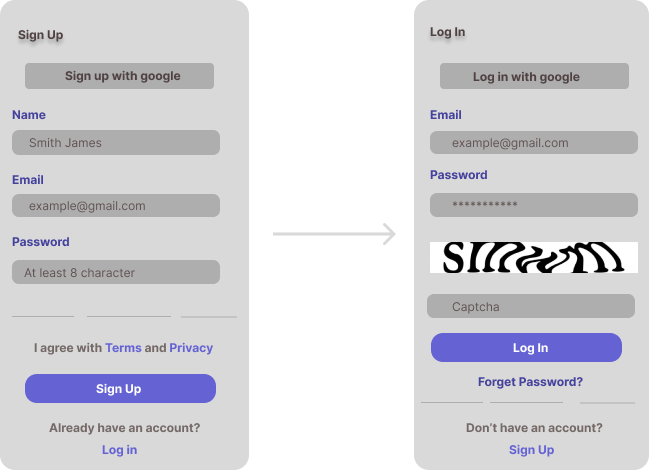 Sign Up
Sign up with google
Name
Smith James
Email
example@gmail.com
Password
At least 8 character
I agree with Terms and Privacy
Sign Up
Already have an account?
Log in
Log In
Log in with google
Email
example@gmail.com
Password
***********
Captcha
Log In
Forget Password?
Don’t have an account?
Sign Up